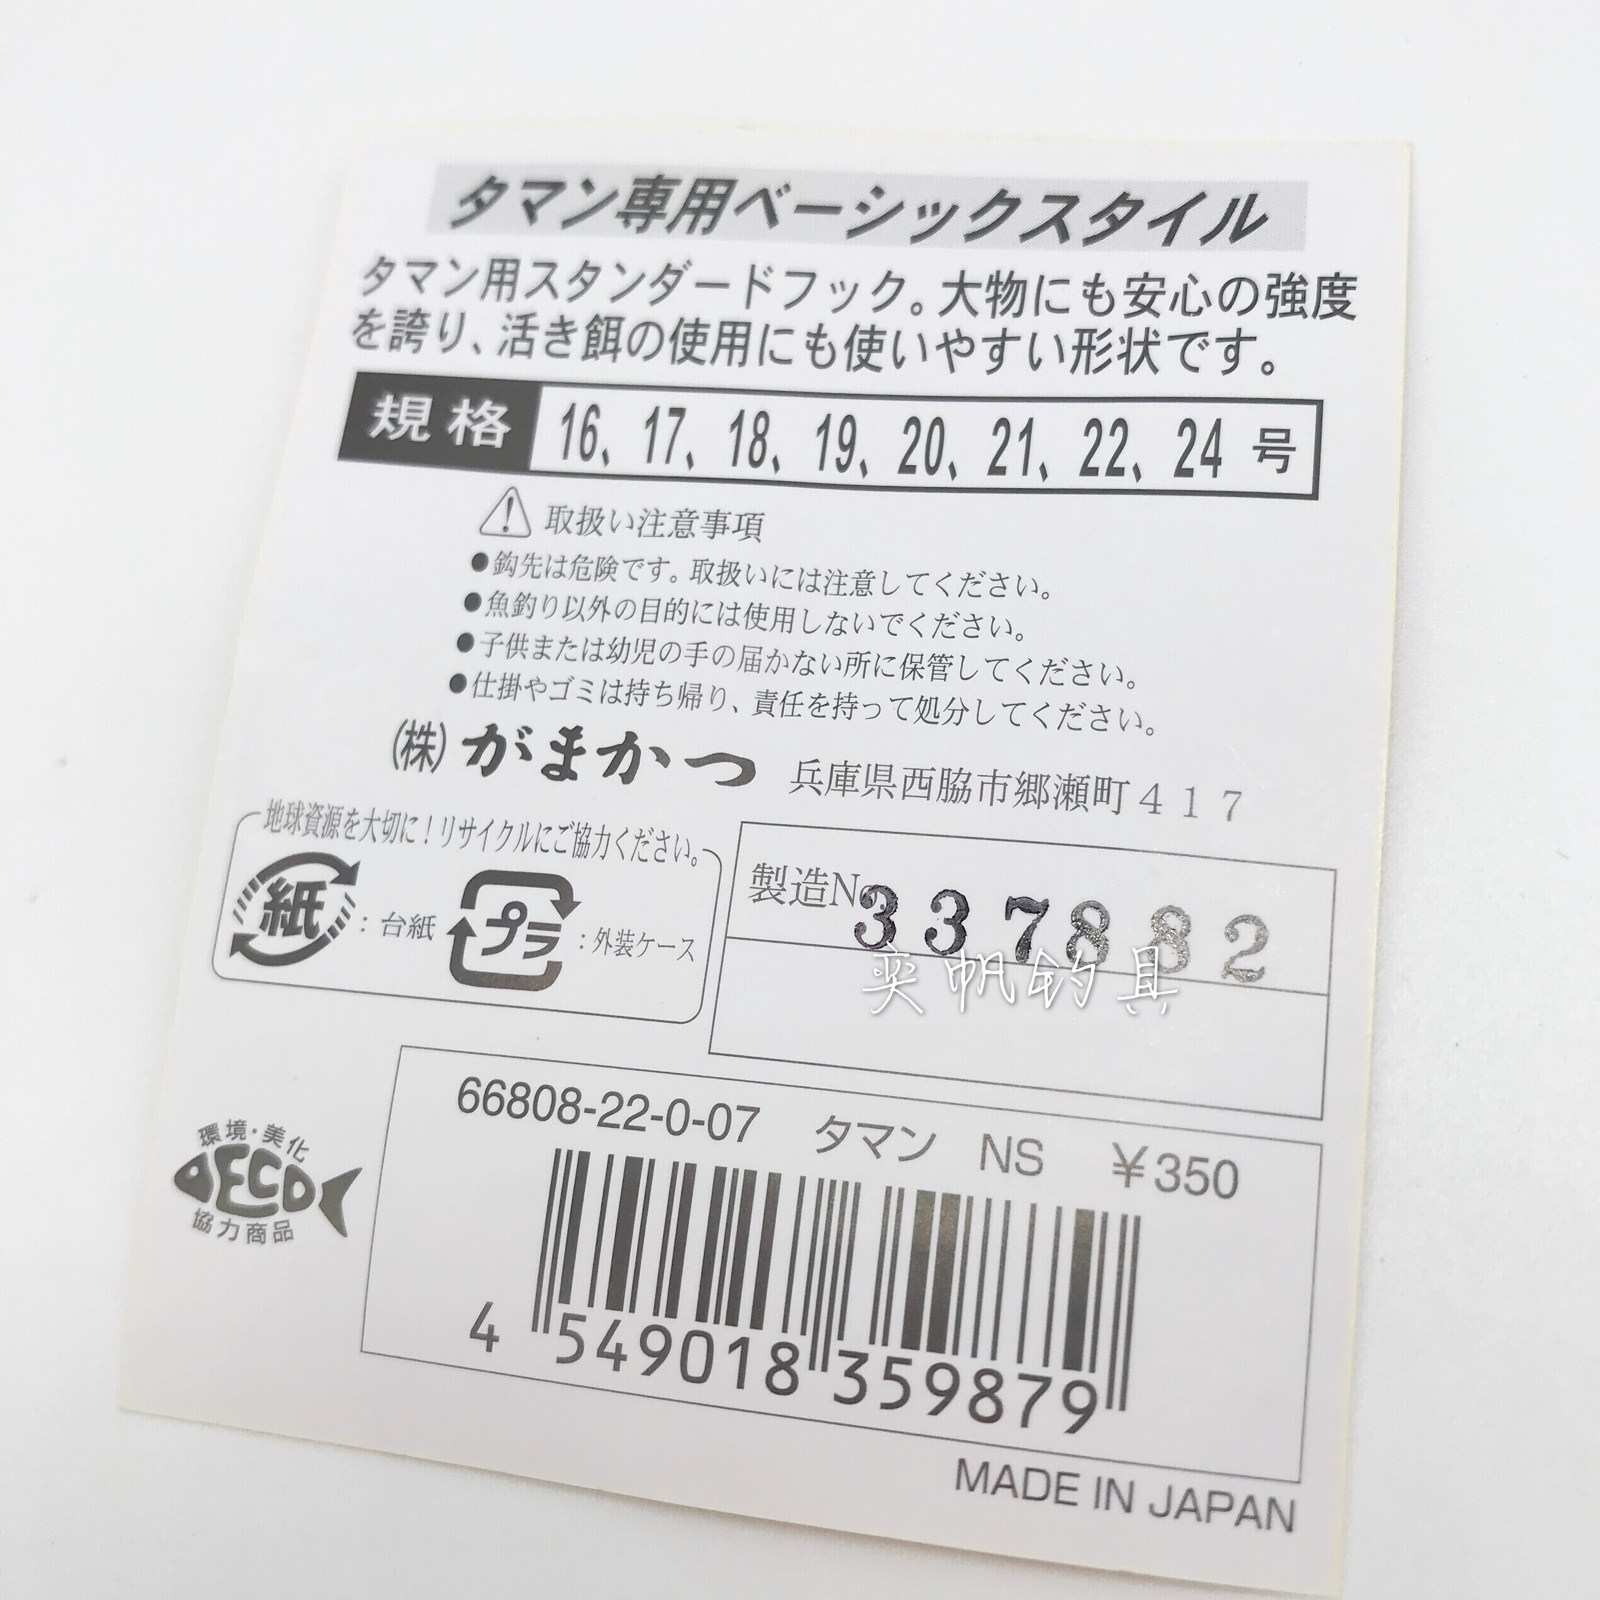 タマン専用ベーシックスタイル
タマン用スタンダードフック。大物にも安心の強度
を誇り、活き餌の使用にも使いやすい形状です。
規格 16、17、18、19、20、21、22、24 号
取扱い注意事項
●鈎先は危険です。取扱いには注意してください。
●魚釣り以外の目的には使用しないでください。
●子供または幼児の手の届かない所に保管してください。
●仕掛やゴミは持ち帰り、責任を持って処分してください。
(株)がまかつ 兵庫県西脇市郷瀬町417
地球資源を大切に!リサイクルにご協力ください。
紙:台紙 プラ:外装ケース
製造No 337882
奕帆钓具
66808-22-0-07 タマン NS ¥350
環境・美化
ECO
協力商品
4 549018 359879
MADE IN JAPAN